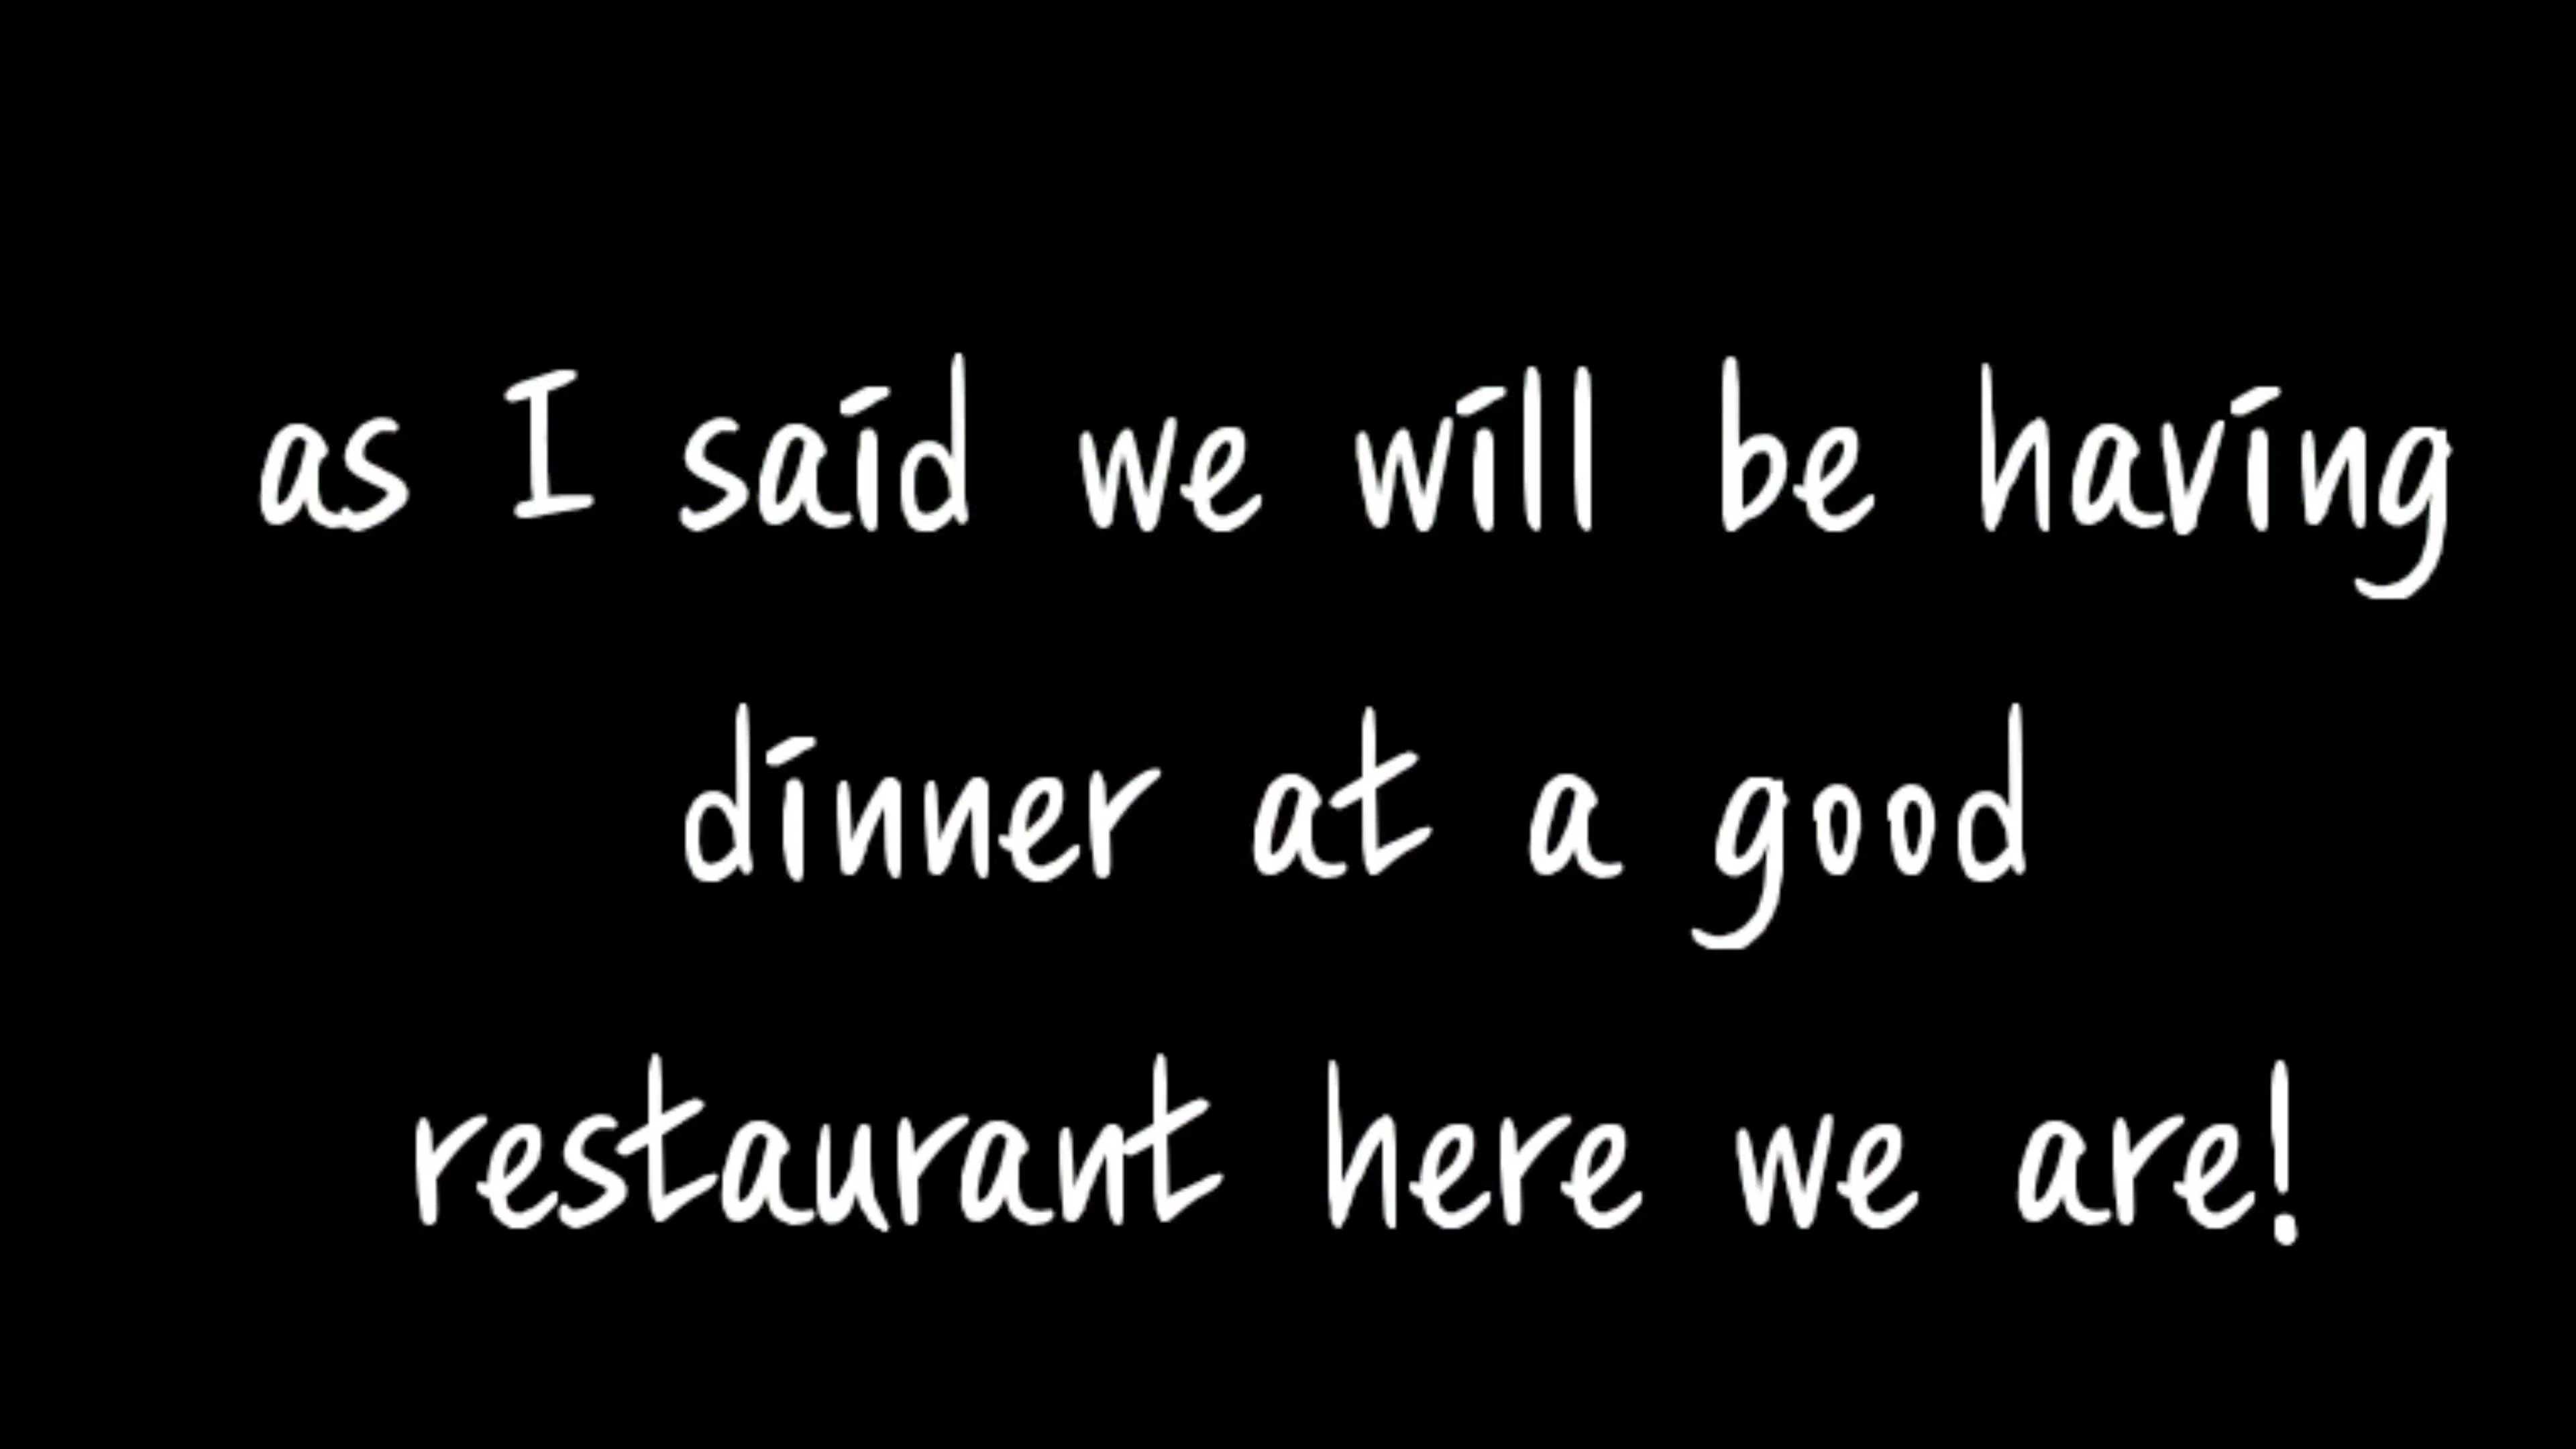 as I said we will be having
dinner at a good
restaurant here we are!